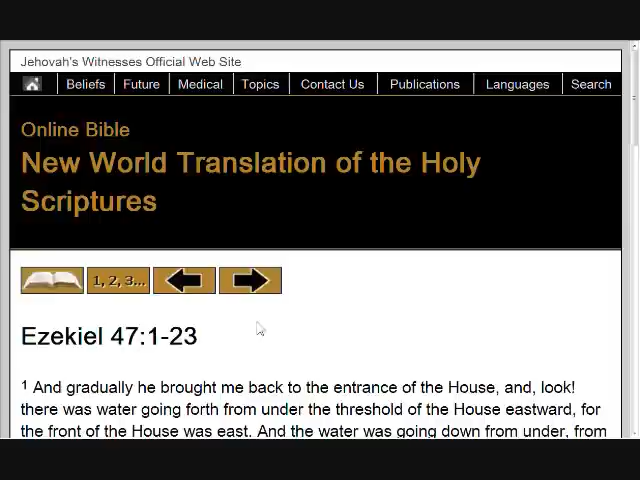 Jehovah's Witnesses Official Web Site
Beliefs Future Medical Topics Contact Us Publications Languages Search
Online Bible
New World Translation of the Holy
Scriptures
1, 2, 3...
Ezekiel 47:1-23
1 And gradually he brought me back to the entrance of the House, and, look!
there was water going forth from under the threshold of the House eastward, for
the front of the House was east. And the water was going down from under, from